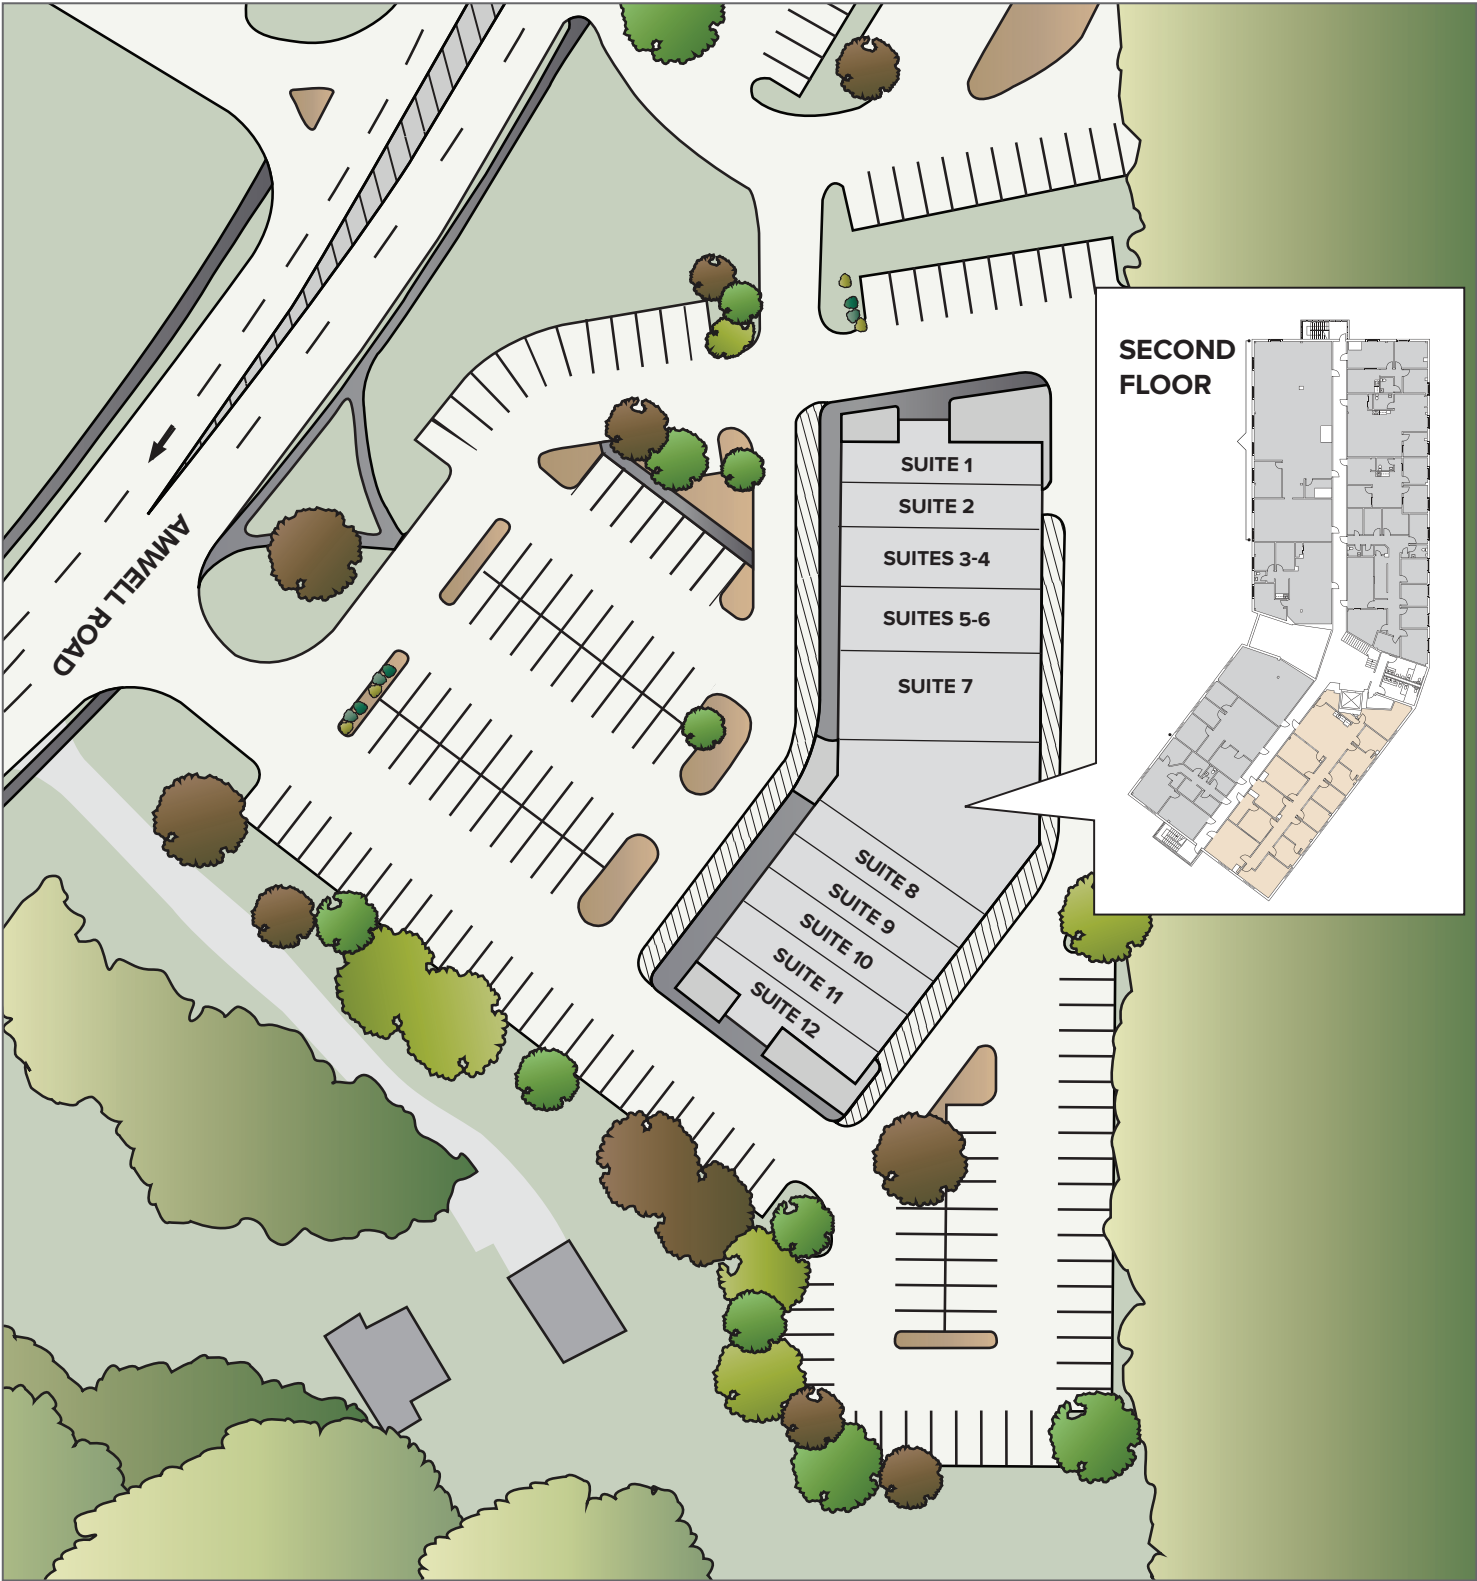 SECOND
FLOOR
SUITE 1
SUITE 2
SUITES 3-4
SUITES 5-6
SUITE 7
SUITE 8
SUITE 9
SUITE 10
SUITE 11
SUITE 12
AMWELL ROAD